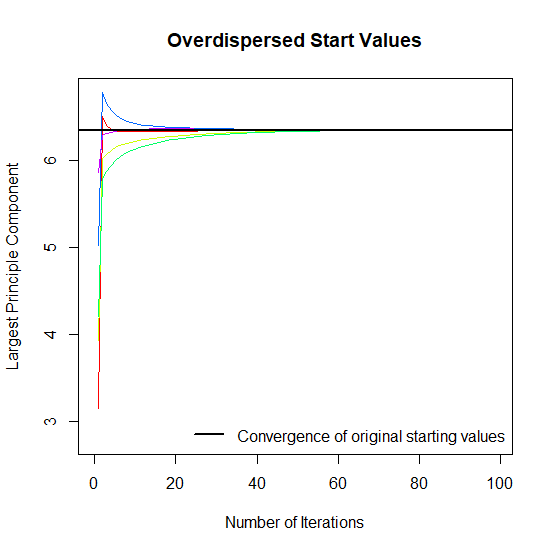 Overdispersed Start Values
Largest Principle Component
6
5
4
3
Convergence of original starting values
0 20 40 60 80 100
Number of Iterations